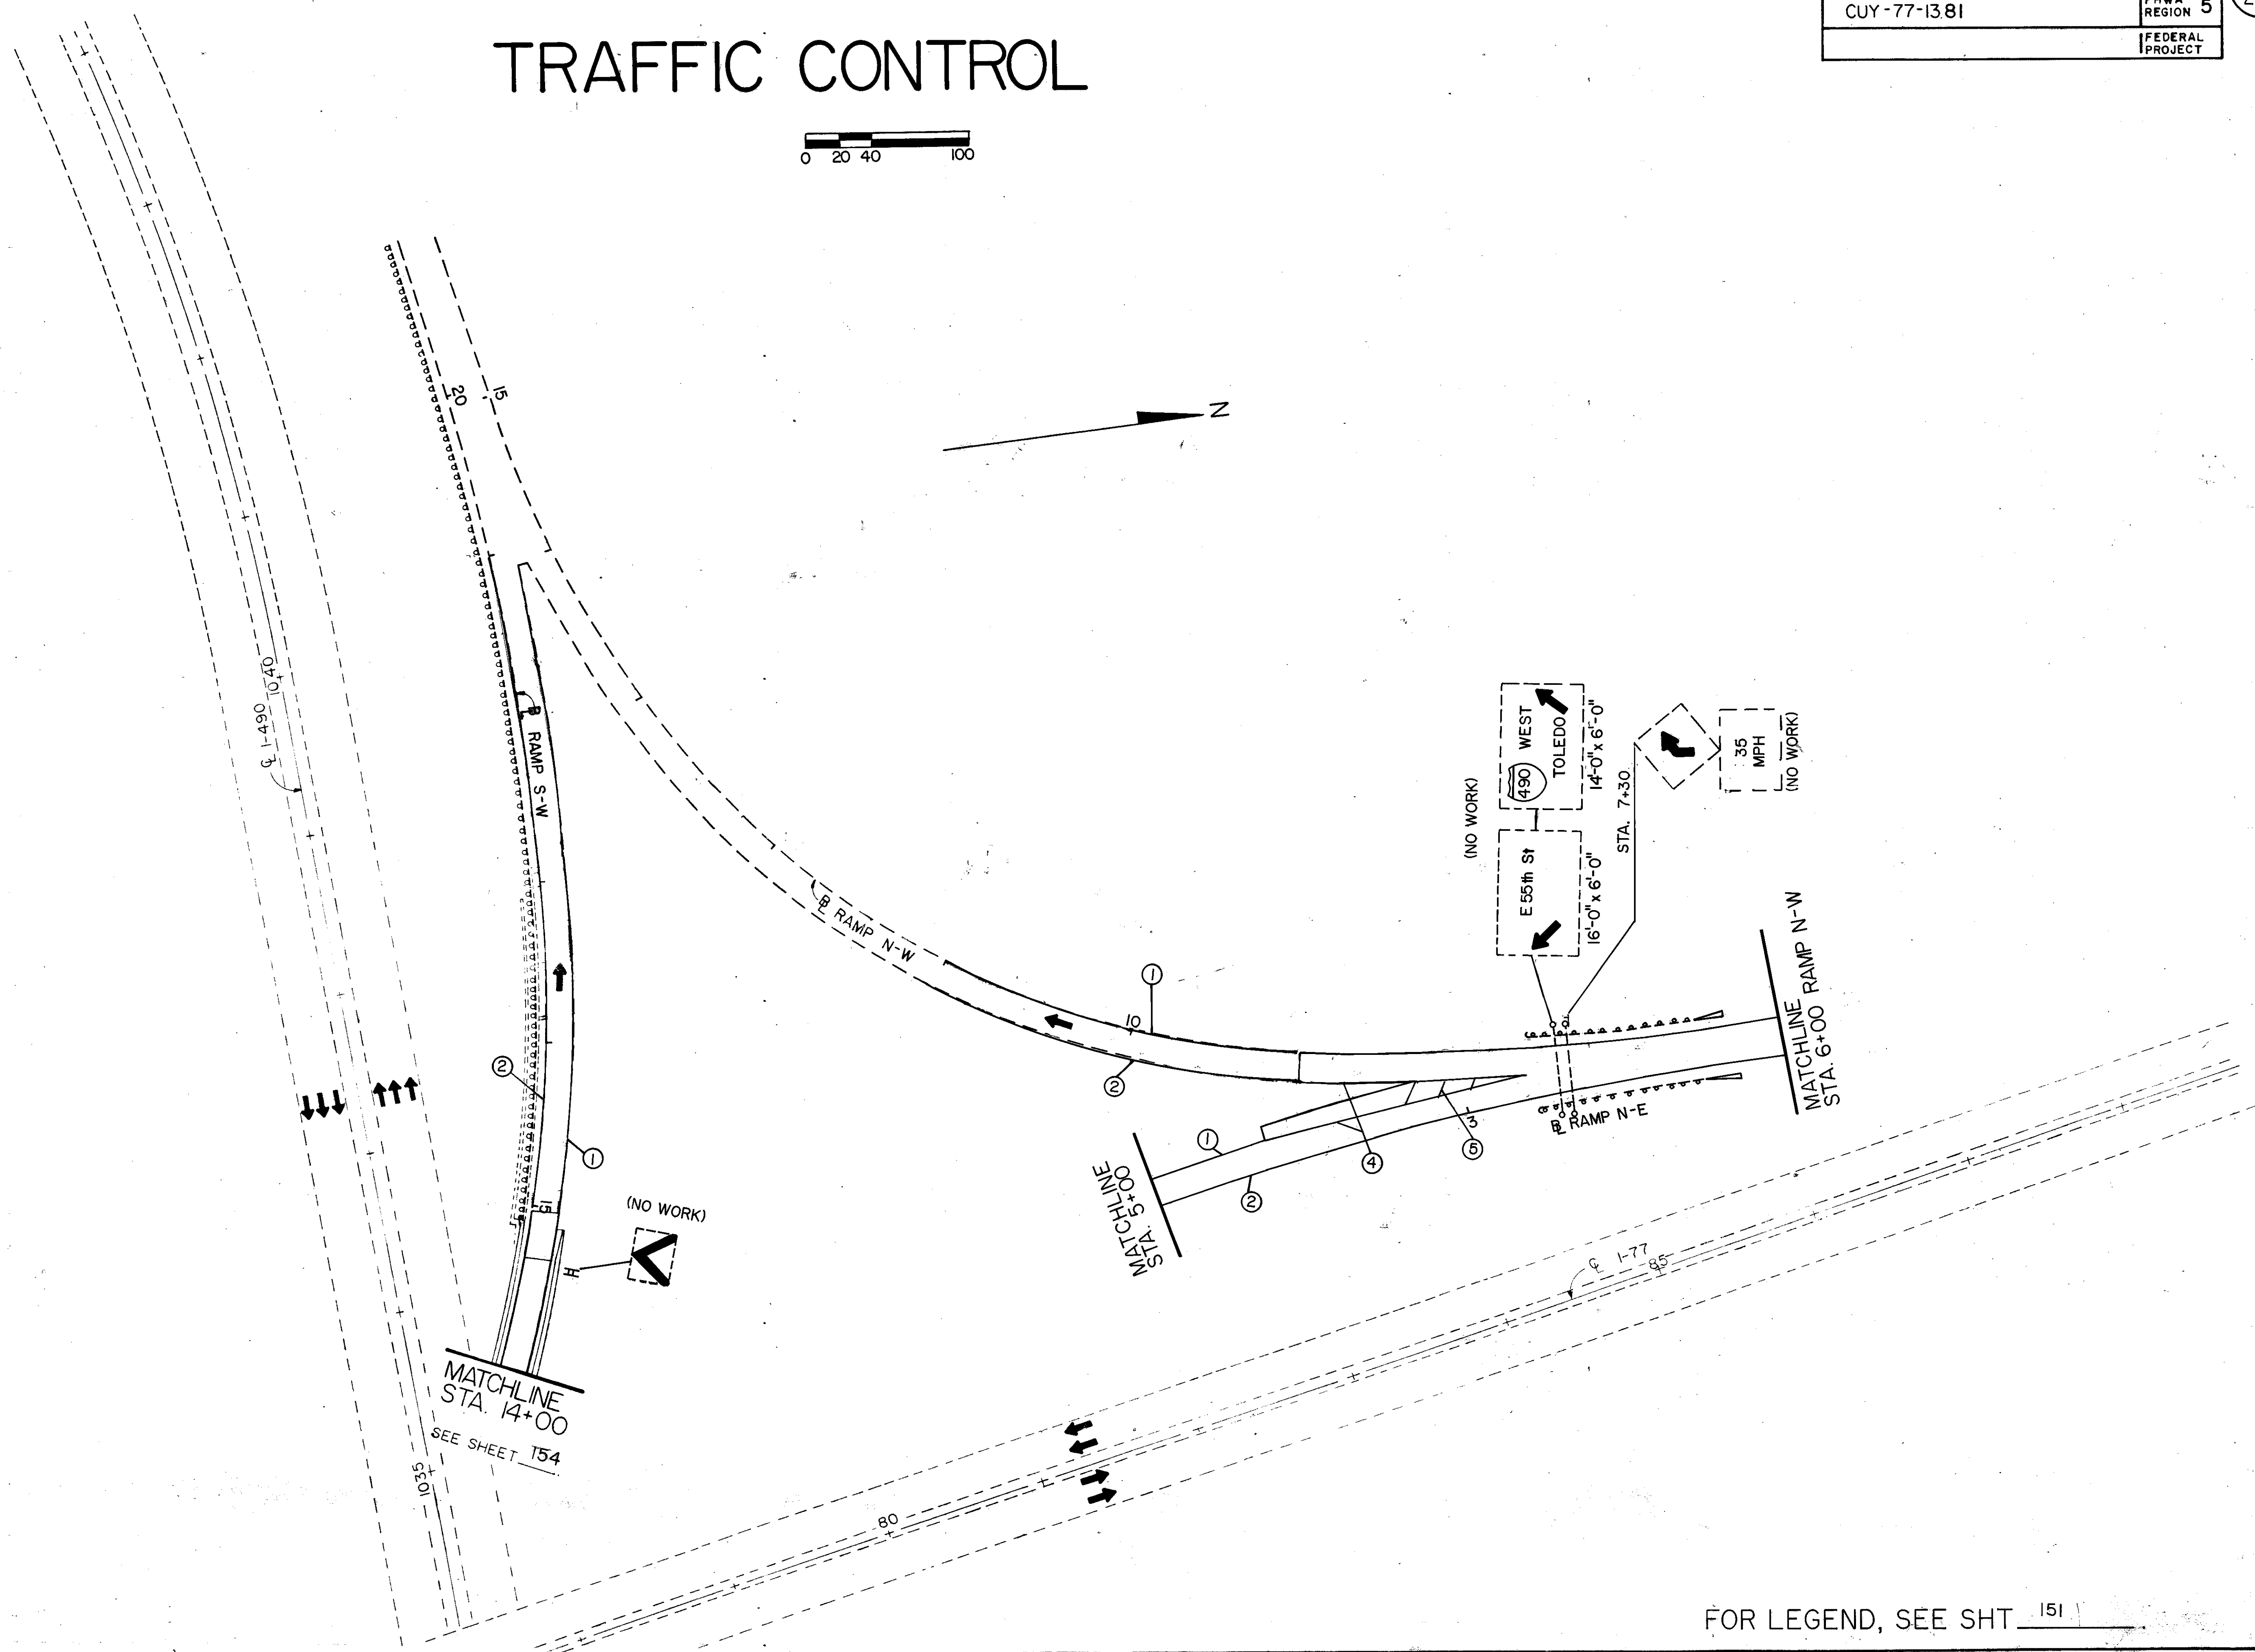 CUY-77-13.81
REGION 5
FEDERAL
PROJECT
TRAFFIC CONTROL
0 20 40 100
N
20
15
℄ I-490
1040
℄ RAMP S-W
℄ RAMP N-W
(NO WORK)
490 WEST
TOLEDO
14'-0" x 6'-0"
E 55th St
16'-0" x 6'-0"
STA. 7+30
35
MPH
(NO WORK)
MATCHLINE
STA. 6+00 RAMP N-W
1
10
2
℄ RAMP N-E
3
5
4
1
2
MATCHLINE
STA. 5+00
2
1
15
(NO WORK)
MATCHLINE
STA. 14+00
SEE SHEET 154
1035
℄ I-77
85
80
FOR LEGEND, SEE SHT. 151